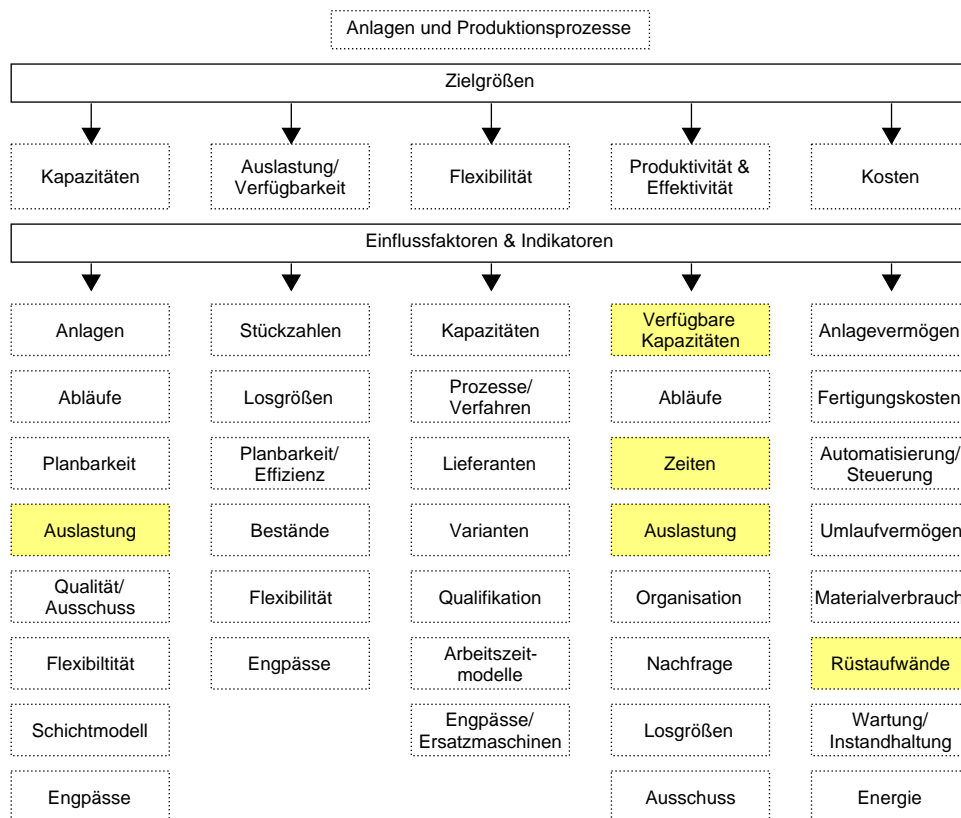 Anlagen und Produktionsprozesse
Zielgrößen
Kapazitäten
Auslastung/
Verfügbarkeit
Flexibilität
Produktivität &
Effektivität
Kosten
Einflussfaktoren & Indikatoren
Anlagen
Stückzahlen
Kapazitäten
Verfügbare
Kapazitäten
Anlagevermögen
Abläufe
Losgrößen
Prozesse/
Verfahren
Abläufe
Fertigungskosten
Planbarkeit
Planbarkeit/
Effizienz
Lieferanten
Zeiten
Automatisierung/
Steuerung
Auslastung
Bestände
Varianten
Auslastung
Umlaufvermögen
Qualität/
Ausschuss
Flexibilität
Qualifikation
Organisation
Materialverbrauch
Flexibiltität
Engpässe
Arbeitszeit-
modelle
Nachfrage
Rüstaufwände
Schichtmodell
Engpässe/
Ersatzmaschinen
Losgrößen
Wartung/
Instandhaltung
Engpässe
Ausschuss
Energie